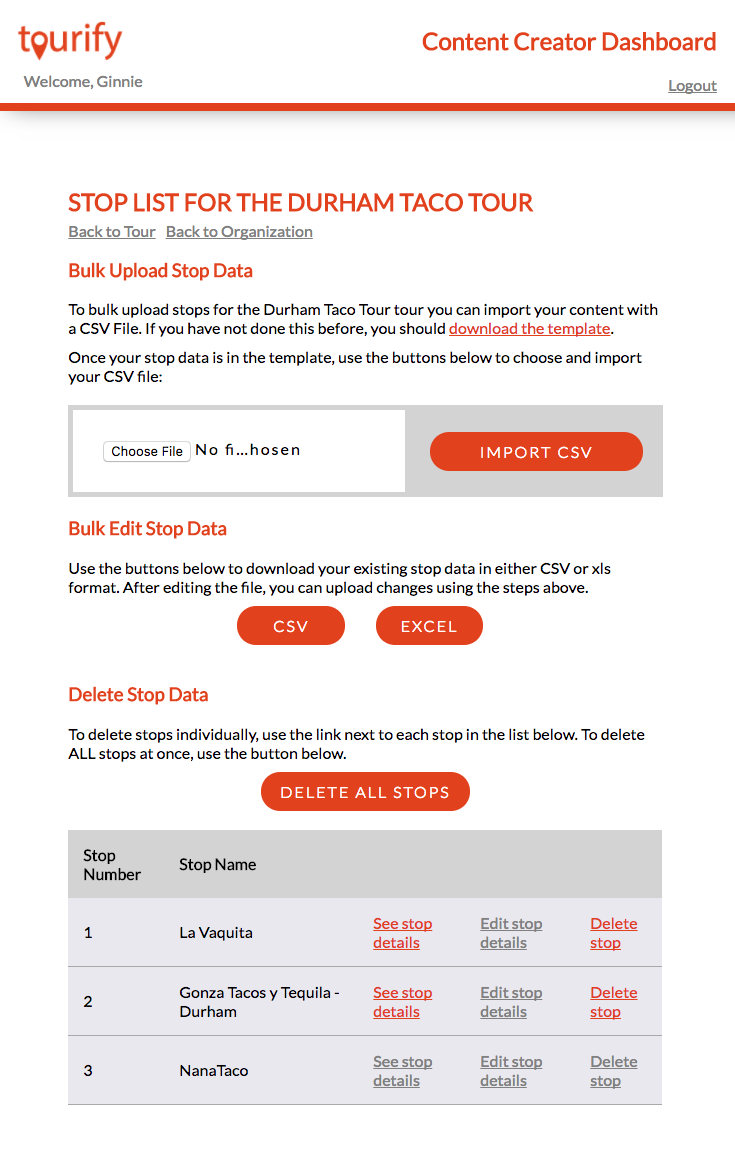 tourify
Content Creator Dashboard
Welcome, Ginnie
Logout
STOP LIST FOR THE DURHAM TACO TOUR
Back to Tour Back to Organization
Bulk Upload Stop Data
To bulk upload stops for the Durham Taco Tour tour you can import your content with
a CSV File. If you have not done this before, you should download the template.
Once your stop data is in the template, use the buttons below to choose and import
your CSV file:
Choose File No fi...hosen IMPORT CSV
Bulk Edit Stop Data
Use the buttons below to download your existing stop data in either CSV or xls
format. After editing the file, you can upload changes using the steps above.
CSV EXCEL
Delete Stop Data
To delete stops individually, use the link next to each stop in the list below. To delete
ALL stops at once, use the button below.
DELETE ALL STOPS
Stop
Number
Stop Name
1
La Vaquita
See stop
details
Edit stop
details
Delete
stop
2
Gonza Tacos y Tequila -
Durham
See stop
details
Edit stop
details
Delete
stop
3
NanaTaco
See stop
details
Edit stop
details
Delete
stop